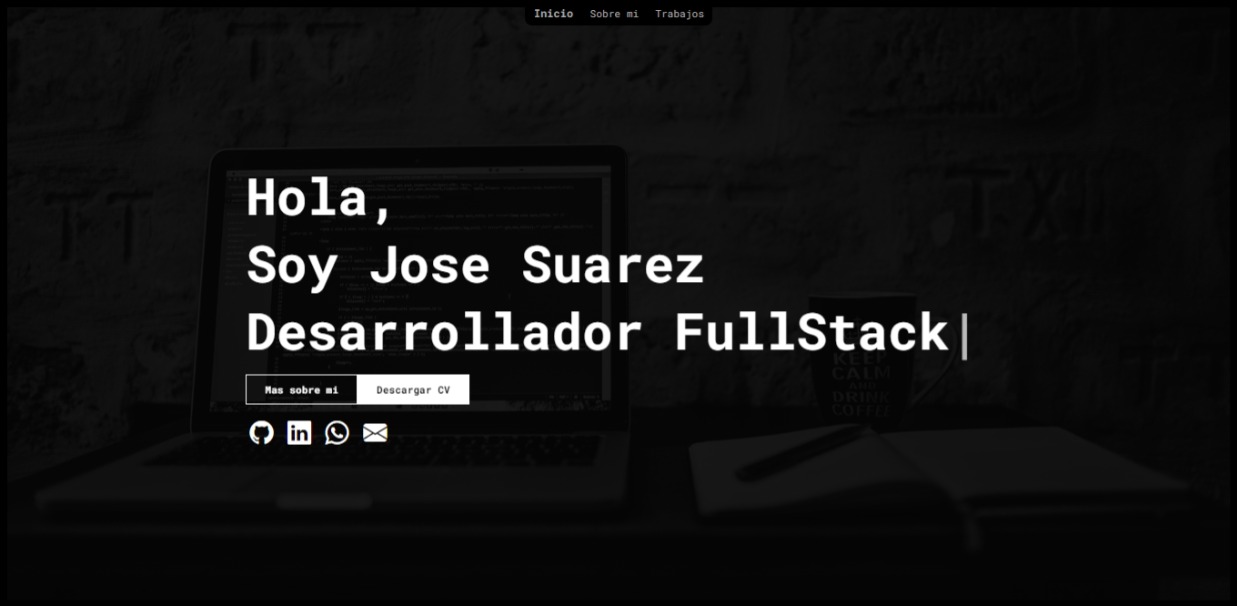 Inicio Sobre mi Trabajos
Hola,
Soy Jose Suarez
Desarrollador FullStack
Mas sobre mi Descargar CV
in
KEEP
CALM
AND
DRINK
COFFEE